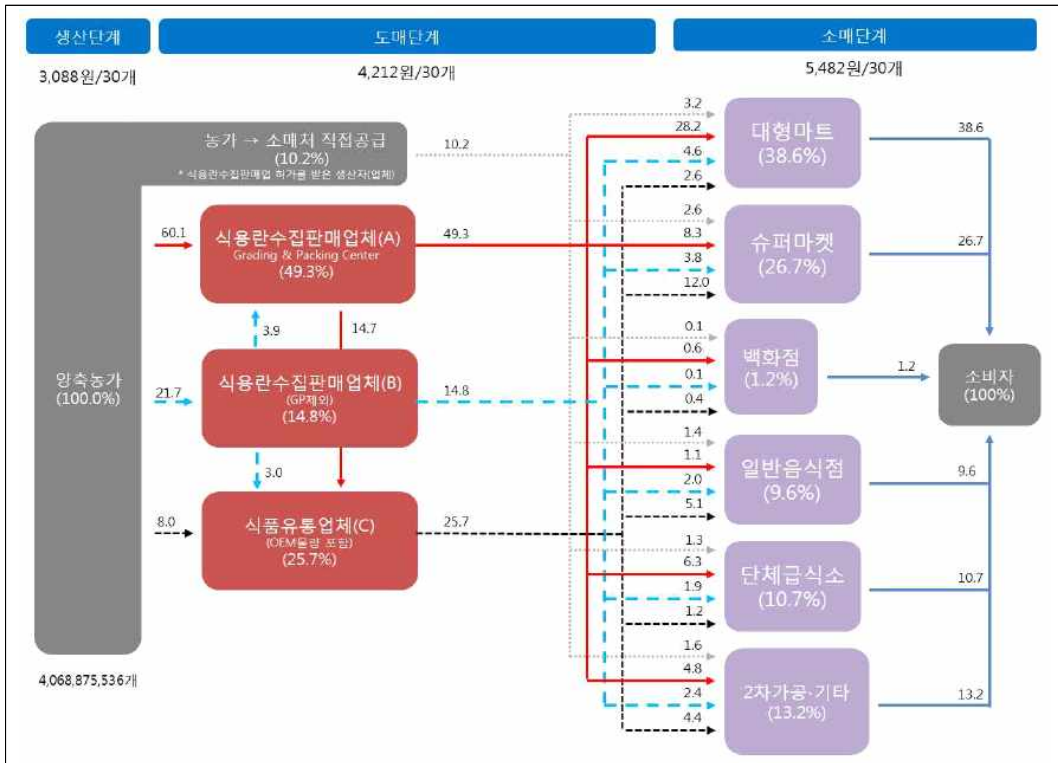 생산단계
도매단계
소매단계
3,088원/30개
4,212원/30개
5,482원/30개
농가 → 소매처 직접공급
(10.2%)
* 식용란수집판매업 허가를 받은 생산자(업체)
10.2
양축농가
(100.0%)
4,068,875,536개
60.1
식용란수집판매업체(A)
Grading & Packing Center
(49.3%)
49.3
3.9
14.7
21.7
식용란수집판매업체(B)
(GP제외)
(14.8%)
14.8
3.0
8.0
식품유통업체(C)
(OEM물량 포함)
(25.7%)
25.7
3.2
28.2
4.6
2.6
대형마트
(38.6%)
38.6
2.6
8.3
3.8
12.0
슈퍼마켓
(26.7%)
26.7
0.1
0.6
0.1
0.4
백화점
(1.2%)
1.2
소비자
(100%)
1.4
1.1
2.0
5.1
일반음식점
(9.6%)
9.6
1.3
6.3
1.9
1.2
단체급식소
(10.7%)
10.7
1.6
4.8
2.4
4.4
2차가공·기타
(13.2%)
13.2